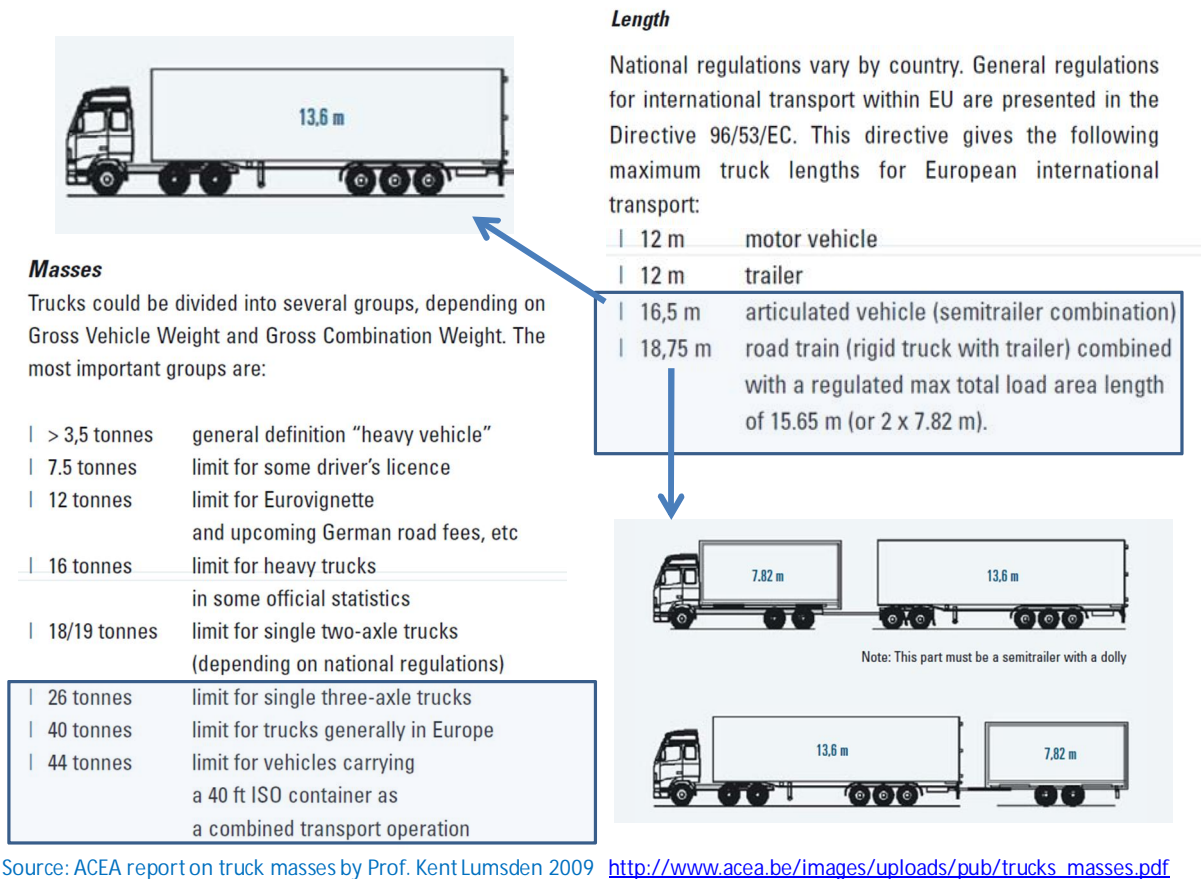 13,6 m
Masses
Trucks could be divided into several groups, depending on
Gross Vehicle Weight and Gross Combination Weight. The
most important groups are:
| > 3,5 tonnes general definition “heavy vehicle”
| 7.5 tonnes limit for some driver’s licence
| 12 tonnes limit for Eurovignette
and upcoming German road fees, etc
| 16 tonnes limit for heavy trucks
in some official statistics
| 18/19 tonnes limit for single two-axle trucks
(depending on national regulations)
| 26 tonnes limit for single three-axle trucks
| 40 tonnes limit for trucks generally in Europe
| 44 tonnes limit for vehicles carrying
a 40 ft ISO container as
a combined transport operation
Length
National regulations vary by country. General regulations
for international transport within EU are presented in the
Directive 96/53/EC. This directive gives the following
maximum truck lengths for European international
transport:
| 12 m motor vehicle
| 12 m trailer
| 16,5 m articulated vehicle (semitrailer combination)
| 18,75 m road train (rigid truck with trailer) combined
with a regulated max total load area length
of 15.65 m (or 2 x 7.82 m).
7.82 m
13,6 m
Note: This part must be a semitrailer with a dolly
13,6 m
7,82 m
Source: ACEA report on truck masses by Prof. Kent Lumsden 2009 http://www.acea.be/images/uploads/pub/trucks_masses.pdf